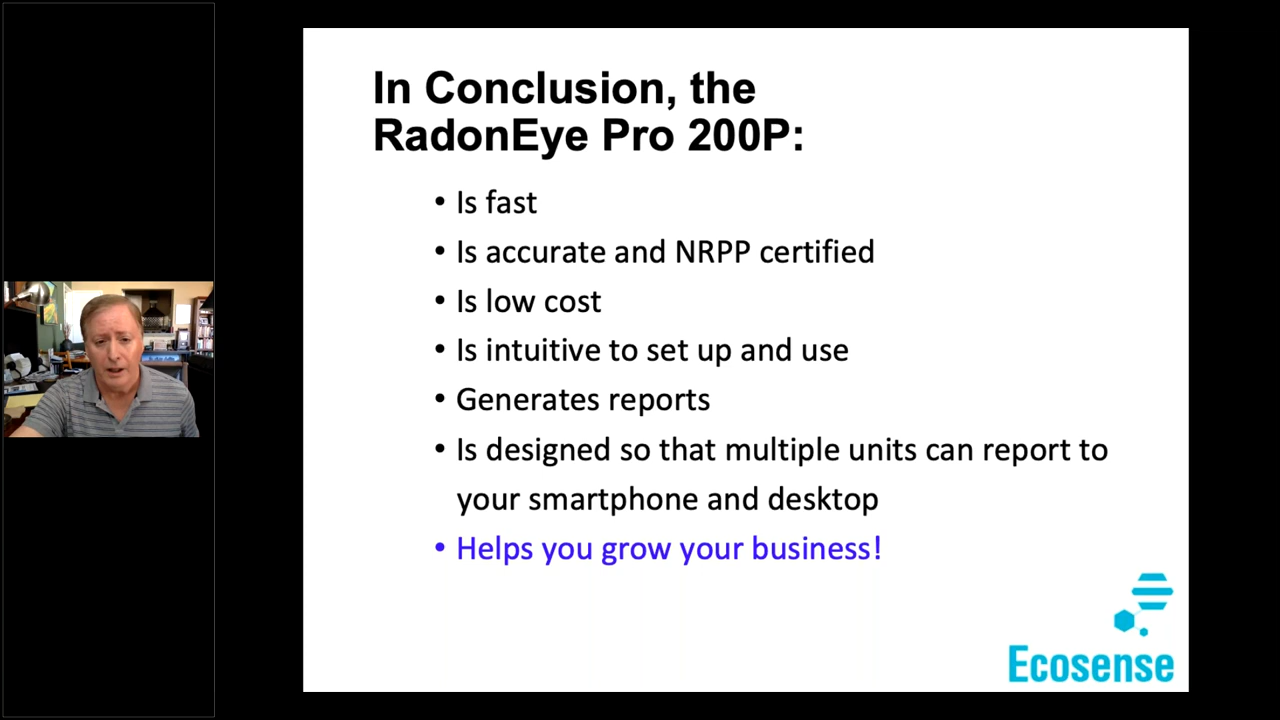 In Conclusion, the
RadonEye Pro 200P:
• Is fast
• Is accurate and NRPP certified
• Is low cost
• Is intuitive to set up and use
• Generates reports
• Is designed so that multiple units can report to
your smartphone and desktop
• Helps you grow your business!
Ecosense